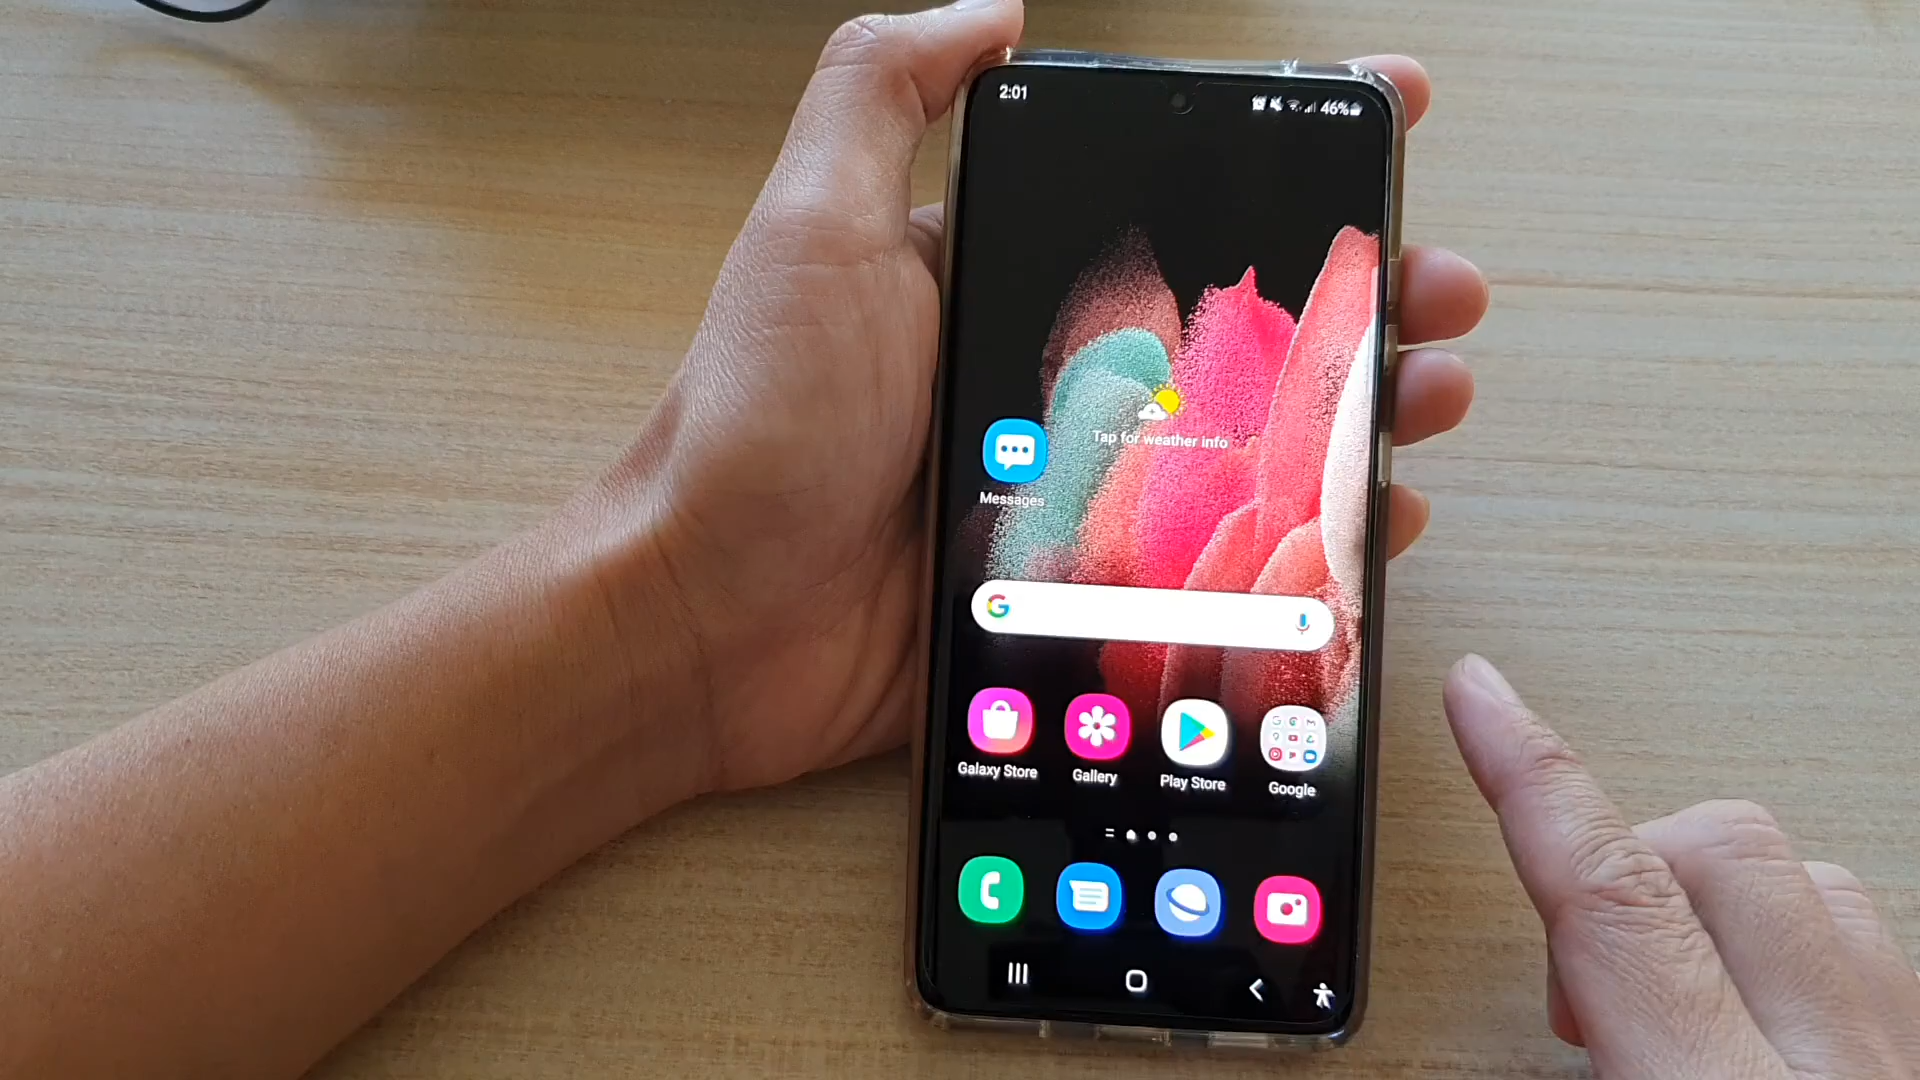 2:01
46%
Tap for weather info
Messages
Galaxy Store
Gallery
Play Store
Google